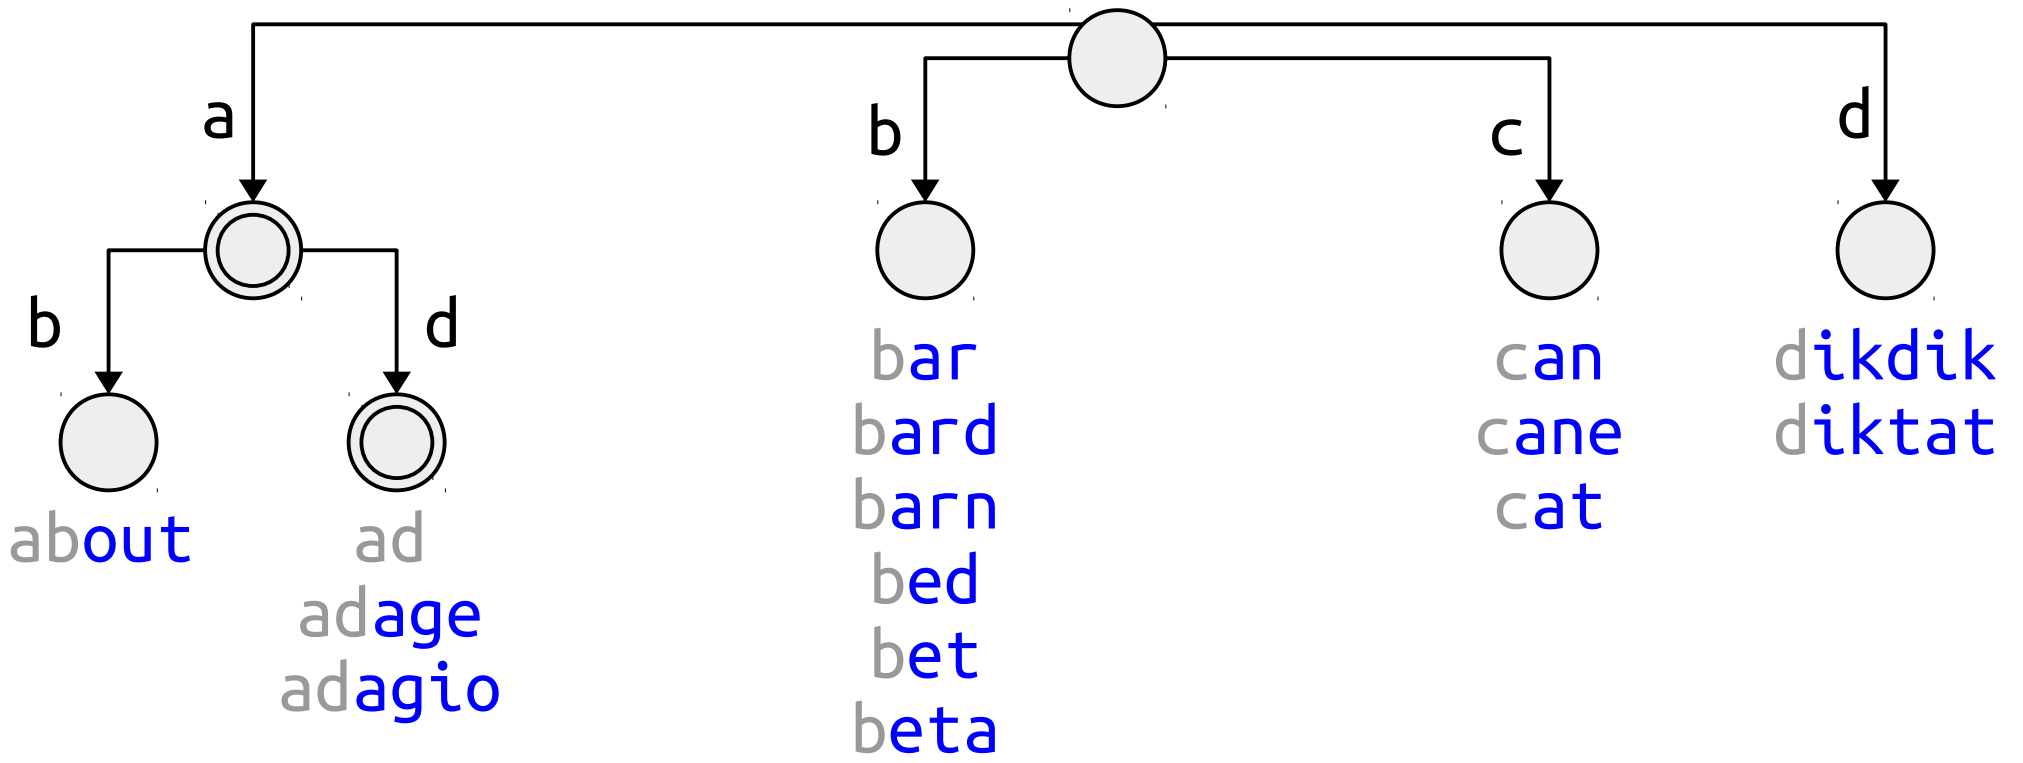 a
b
c
d
b
d
about
ad
adage
adagio
bar
bard
barn
bed
bet
beta
can
cane
cat
dikdik
diktat